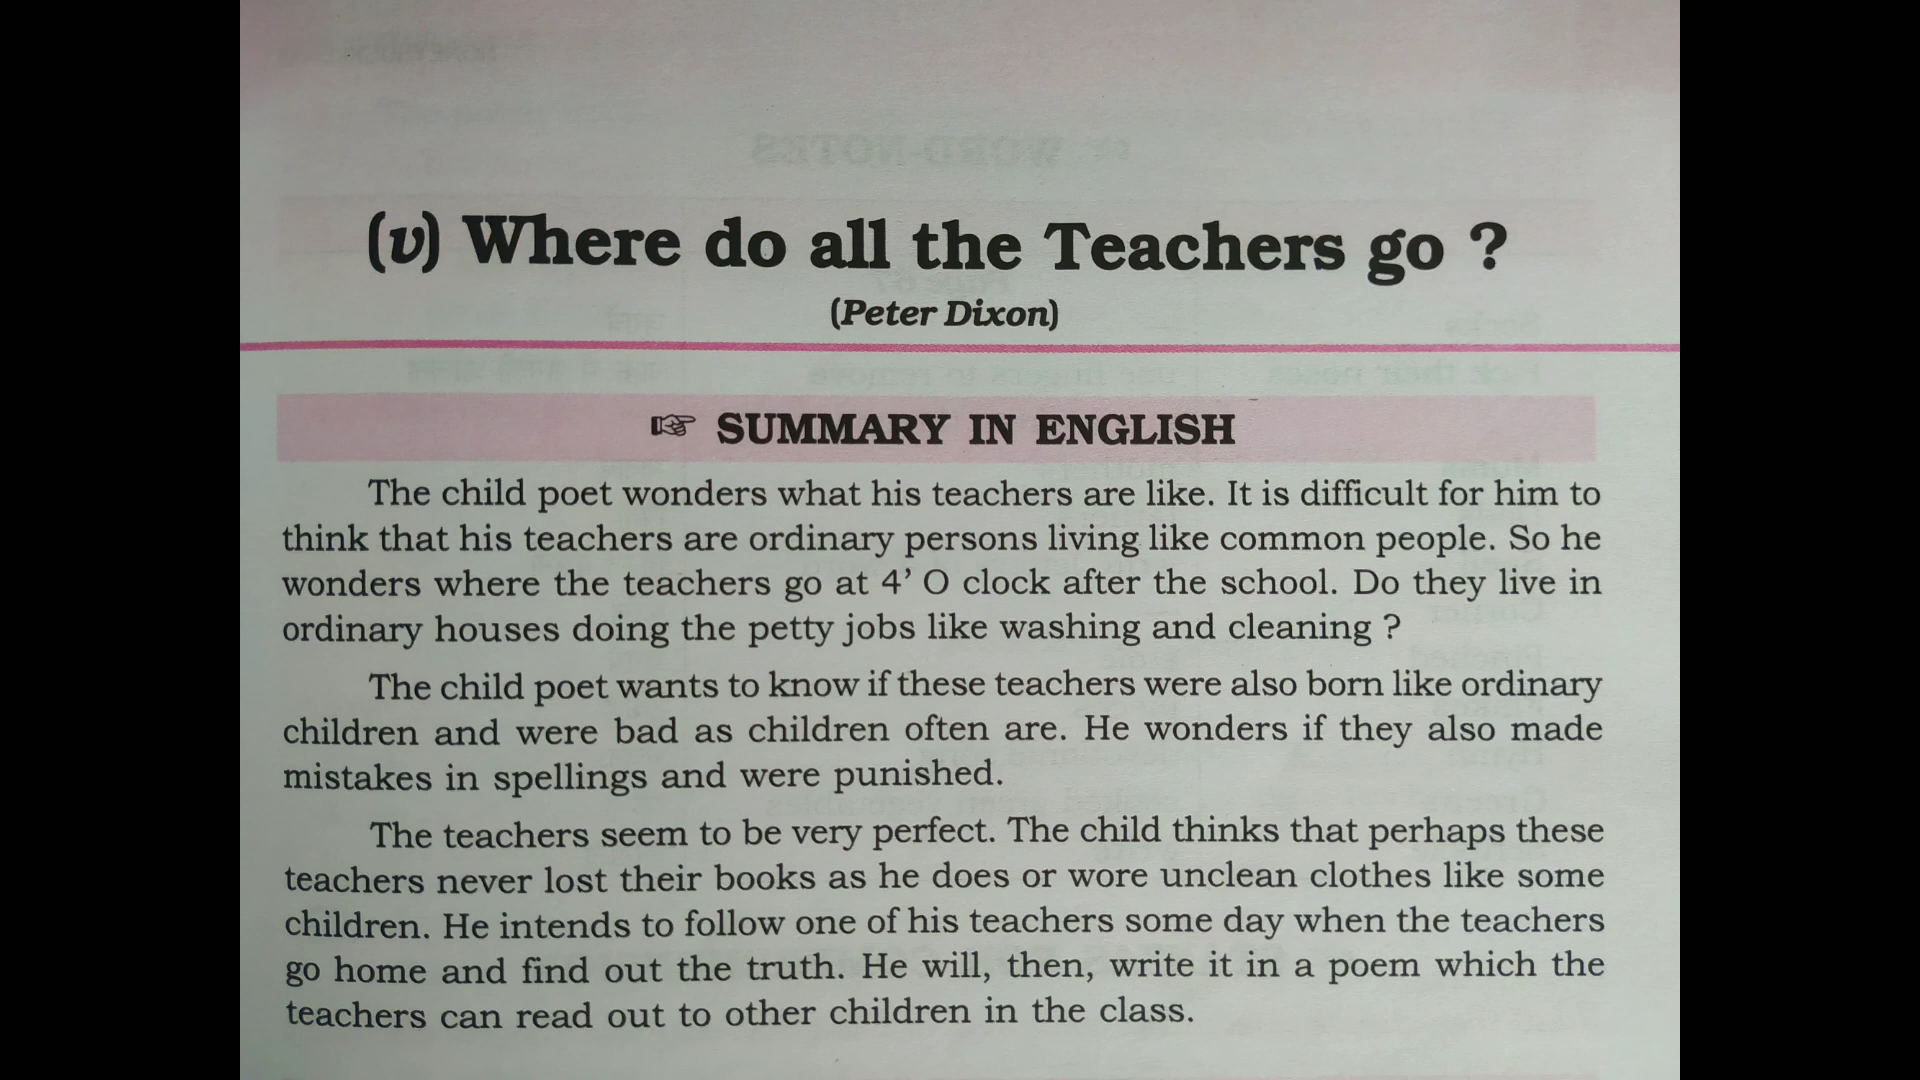 (v) Where do all the Teachers go ?
(Peter Dixon)
☞ SUMMARY IN ENGLISH
The child poet wonders what his teachers are like. It is difficult for him to
think that his teachers are ordinary persons living like common people. So he
wonders where the teachers go at 4’ O clock after the school. Do they live in
ordinary houses doing the petty jobs like washing and cleaning ?
The child poet wants to know if these teachers were also born like ordinary
children and were bad as children often are. He wonders if they also made
mistakes in spellings and were punished.
The teachers seem to be very perfect. The child thinks that perhaps these
teachers never lost their books as he does or wore unclean clothes like some
children. He intends to follow one of his teachers some day when the teachers
go home and find out the truth. He will, then, write it in a poem which the
teachers can read out to other children in the class.